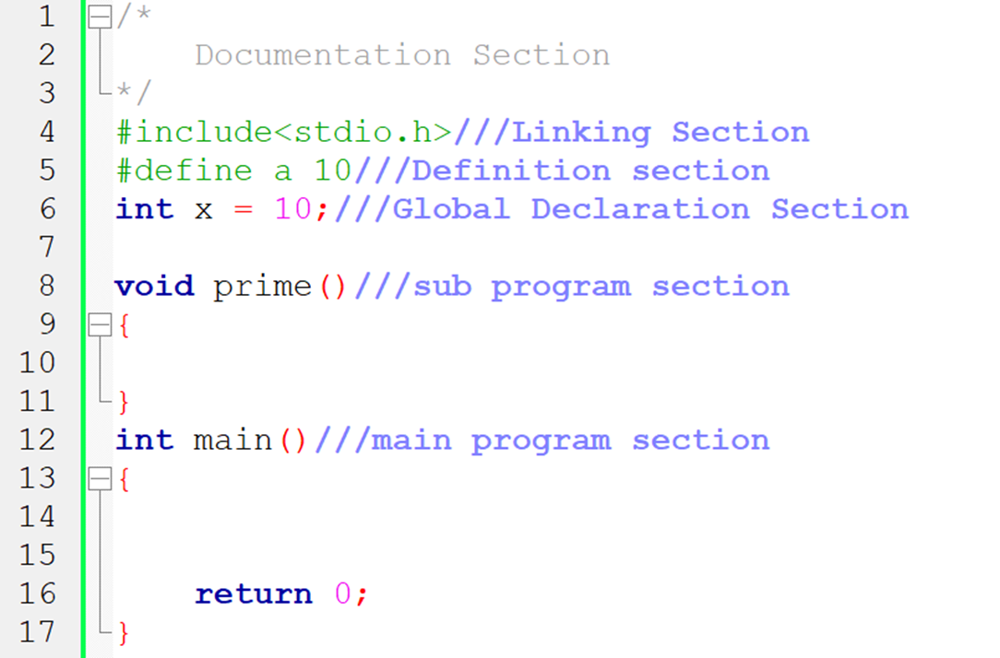 1 /*
2     Documentation Section
3 */
4 #include<stdio.h>///Linking Section
5 #define a 10///Definition section
6 int x = 10;///Global Declaration Section
7
8 void prime()///sub program section
9 {
10
11 }
12 int main()///main program section
13 {
14
15
16     return 0;
17 }